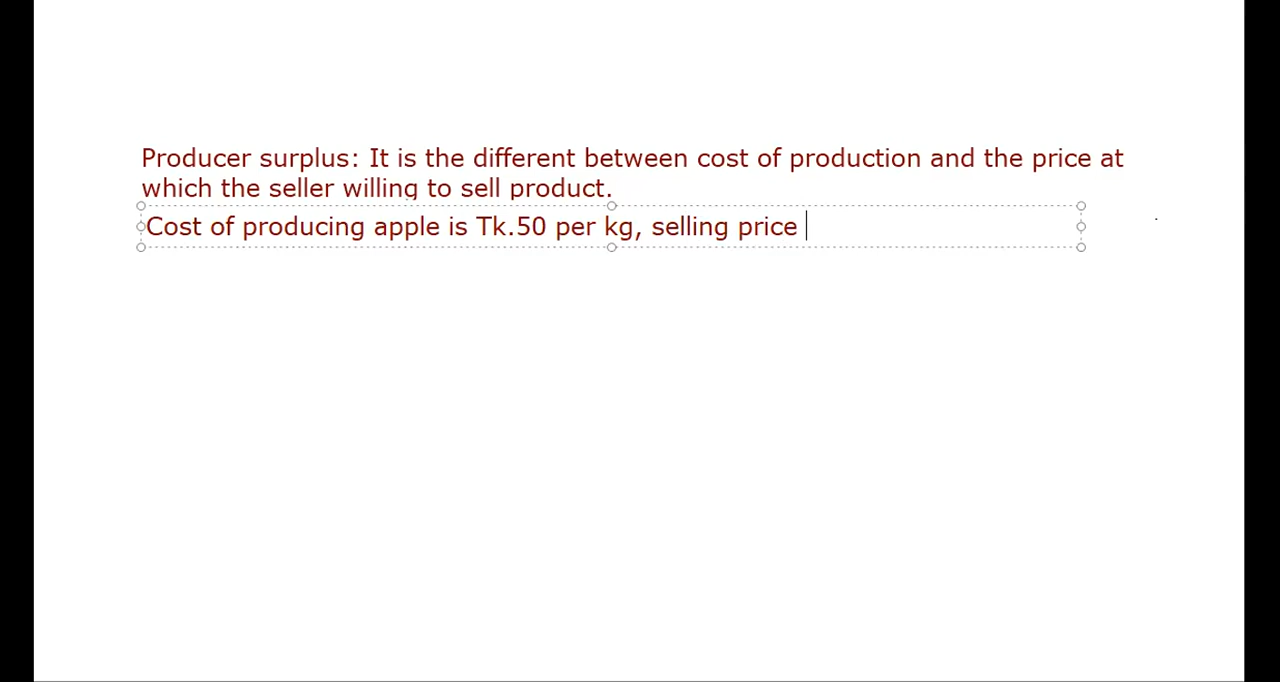 Producer surplus: It is the different between cost of production and the price at
which the seller willing to sell product.
Cost of producing apple is Tk.50 per kg, selling price